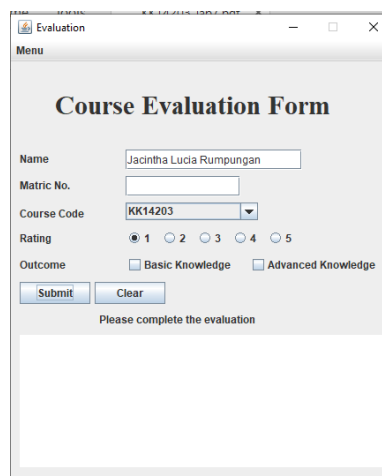 Evaluation
Menu
Course Evaluation Form
Name Jacintha Lucia Rumpungan
Matric No.
Course Code KK14203
Rating 1 2 3 4 5
Outcome Basic Knowledge Advanced Knowledge
Submit Clear
Please complete the evaluation